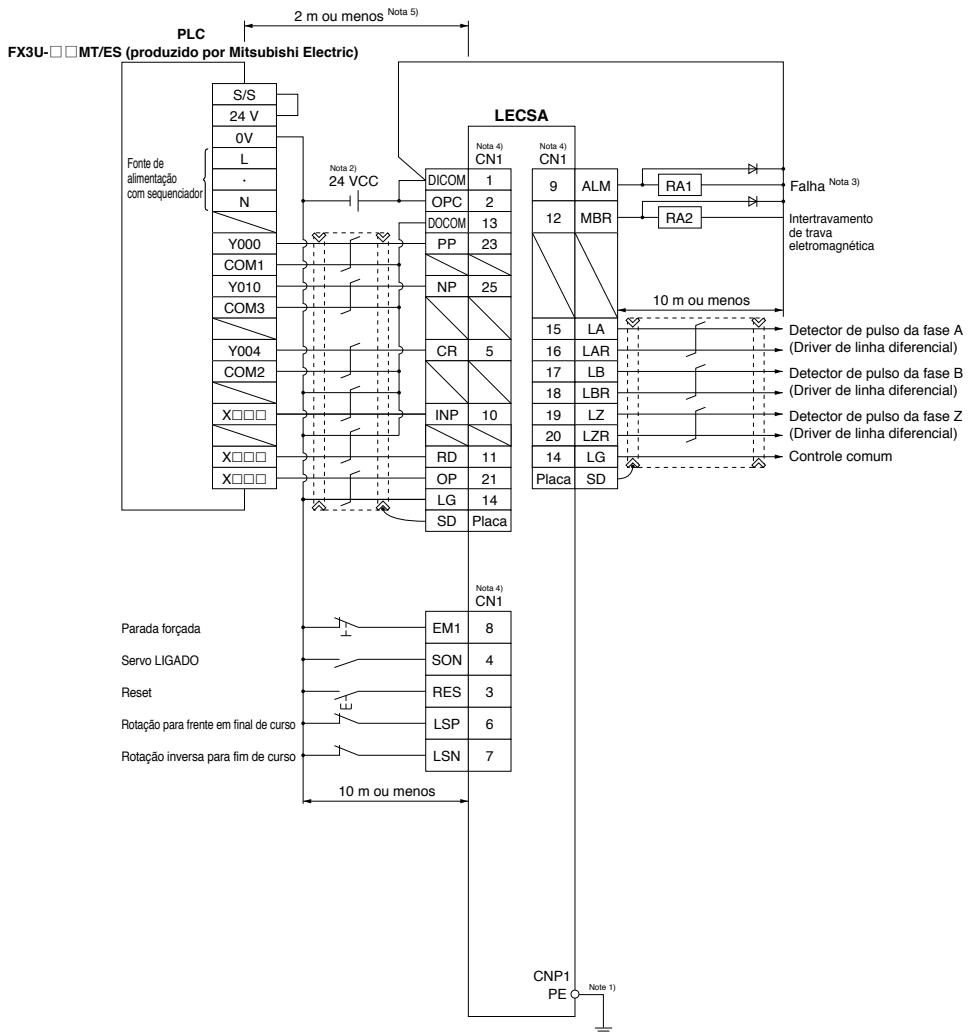 2 m ou menos Nota 5)
PLC
FX3U-□□MT/ES (produzido por Mitsubishi Electric)
S/S
24 V
0V
L
·
N
Fonte de
alimentação
com sequenciador
Y000
COM1
Y010
COM3
Y004
COM2
X□□□
X□□□
X□□□
Nota 2)
24 VCC
LECSA
Nota 4)
CN1
DICOM 1
OPC 2
DOCOM 13
PP 23
NP 25
CR 5
INP 10
RD 11
OP 21
LG 14
SD Placa
Nota 4)
CN1
9 ALM
12 MBR
15 LA
16 LAR
17 LB
18 LBR
19 LZ
20 LZR
14 LG
Placa SD
RA1
RA2
Falha Nota 3)
Intertravamento
de trava
eletromagnética
10 m ou menos
Detector de pulso da fase A
(Driver de linha diferencial)
Detector de pulso da fase B
(Driver de linha diferencial)
Detector de pulso da fase Z
(Driver de linha diferencial)
Controle comum
Nota 4)
CN1
Parada forçada
EM1 8
Servo LIGADO
SON 4
Reset
RES 3
Rotação para frente em final de curso
LSP 6
Rotação inversa para fim de curso
LSN 7
10 m ou menos
CNP1
PE
Note 1)